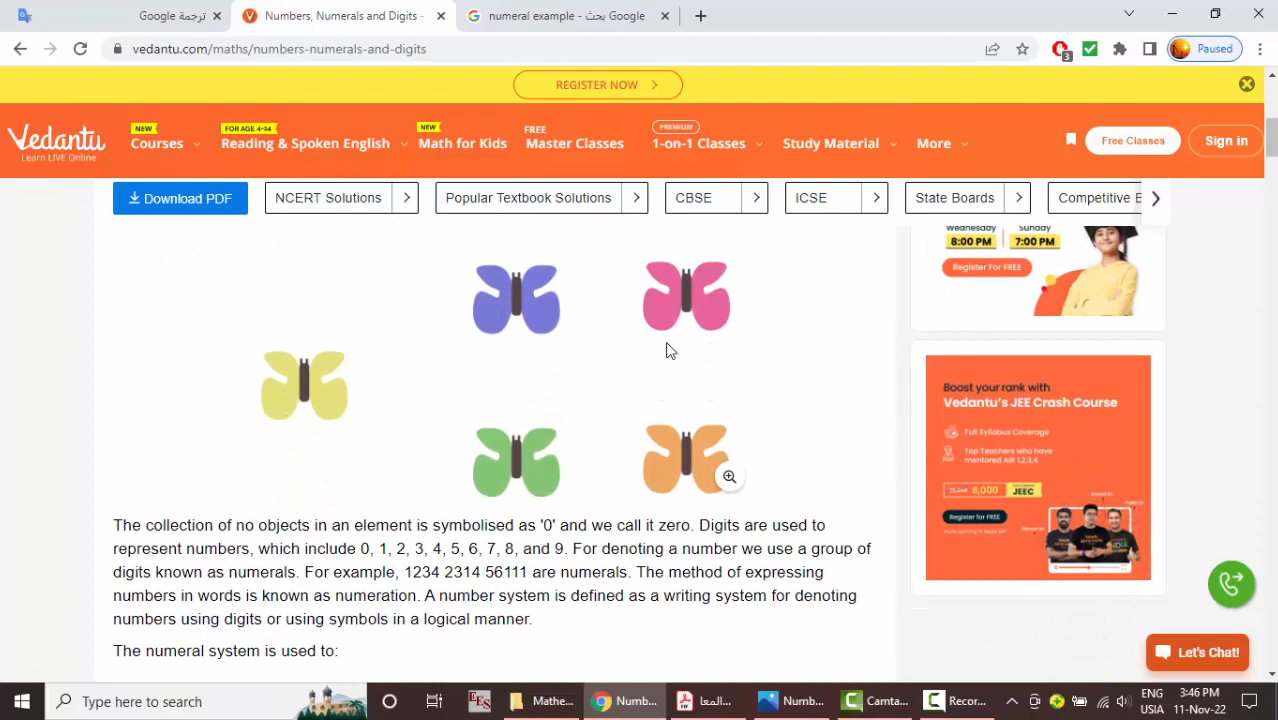 ترجمة Google
Numbers, Numerals and Digits -
numeral example - بحث Google
vedantu.com/maths/numbers-numerals-and-digits
3
Paused
REGISTER NOW
Vedantu
Learn LIVE Online
NEW
Courses
FOR AGE 4-14
Reading & Spoken English
NEW
Math for Kids
FREE
Master Classes
PREMIUM
1-on-1 Classes
Study Material
More
Free Classes
Sign in
Download PDF
NCERT Solutions
Popular Textbook Solutions
CBSE
ICSE
State Boards
Competitive E
Wednesday
Sunday
8:00 PM
7:00 PM
Register For FREE
Boost your rank with
Vedantu's JEE Crash Course
Full Syllabus Coverage
Top Teachers who have
mentored AIR 1,2,3,4
6,000
JEEC
Register for FREE
The collection of no objects in an element is symbolised as '0' and we call it zero. Digits are used to
represent numbers, which include 0, 1, 2, 3, 4, 5, 6, 7, 8, and 9. For denoting a number we use a group of
digits known as numerals. For example, 1234 2314 56111 are numerals. The method of expressing
numbers in words is known as numeration. A number system is defined as a writing system for denoting
numbers using digits or using symbols in a logical manner.
The numeral system is used to:
Let's Chat!
Type here to search
EES
Mathe...
Numb...
المعا...
Numb...
Camta...
Recor...
ENG
USIA
3:46 PM
11-Nov-22